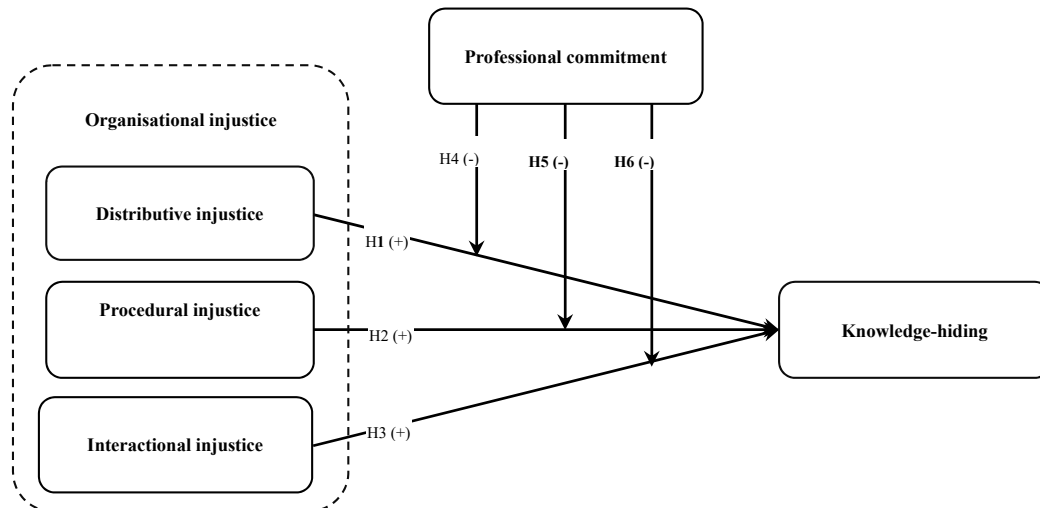 Professional commitment
Organisational injustice
H4 (-)
H5 (-)
H6 (-)
Distributive injustice
H1 (+)
Procedural injustice
H2 (+)
Knowledge-hiding
Interactional injustice
H3 (+)